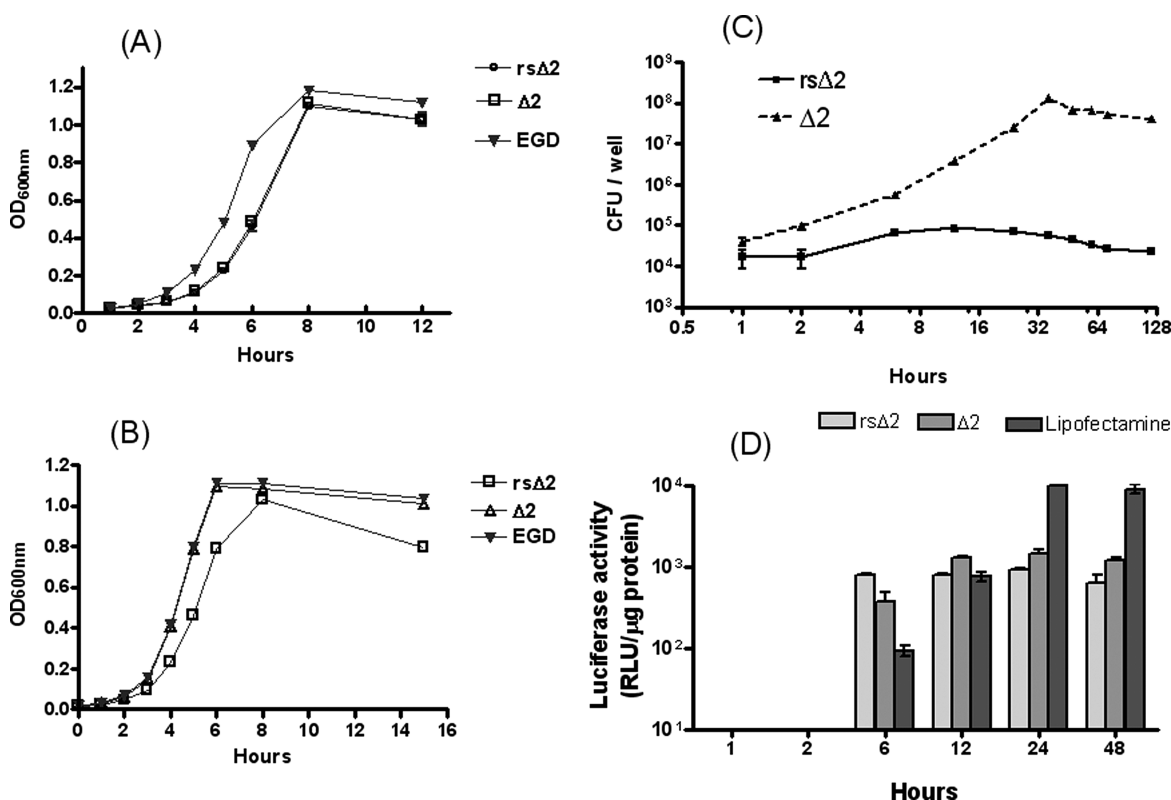 (A)
rsΔ2
Δ2
EGD
OD600nm
1.2
1.0
0.8
0.6
0.4
0.2
0.0
0 2 4 6 8 10 12
Hours
(B)
rsΔ2
Δ2
EGD
OD600nm
1.2
1.0
0.8
0.6
0.4
0.2
0.0
0 2 4 6 8 10 12 14 16
Hours
(C)
rsΔ2
Δ2
CFU / well
10⁹
10⁸
10⁷
10⁶
10⁵
10⁴
10³
0.5 1 2 4 8 16 32 64 128
Hours
rsΔ2 Δ2 Lipofectamine
(D)
Luciferase activity
(RLU/µg protein)
10⁴
10³
10²
10¹
1 2 6 12 24 48
Hours